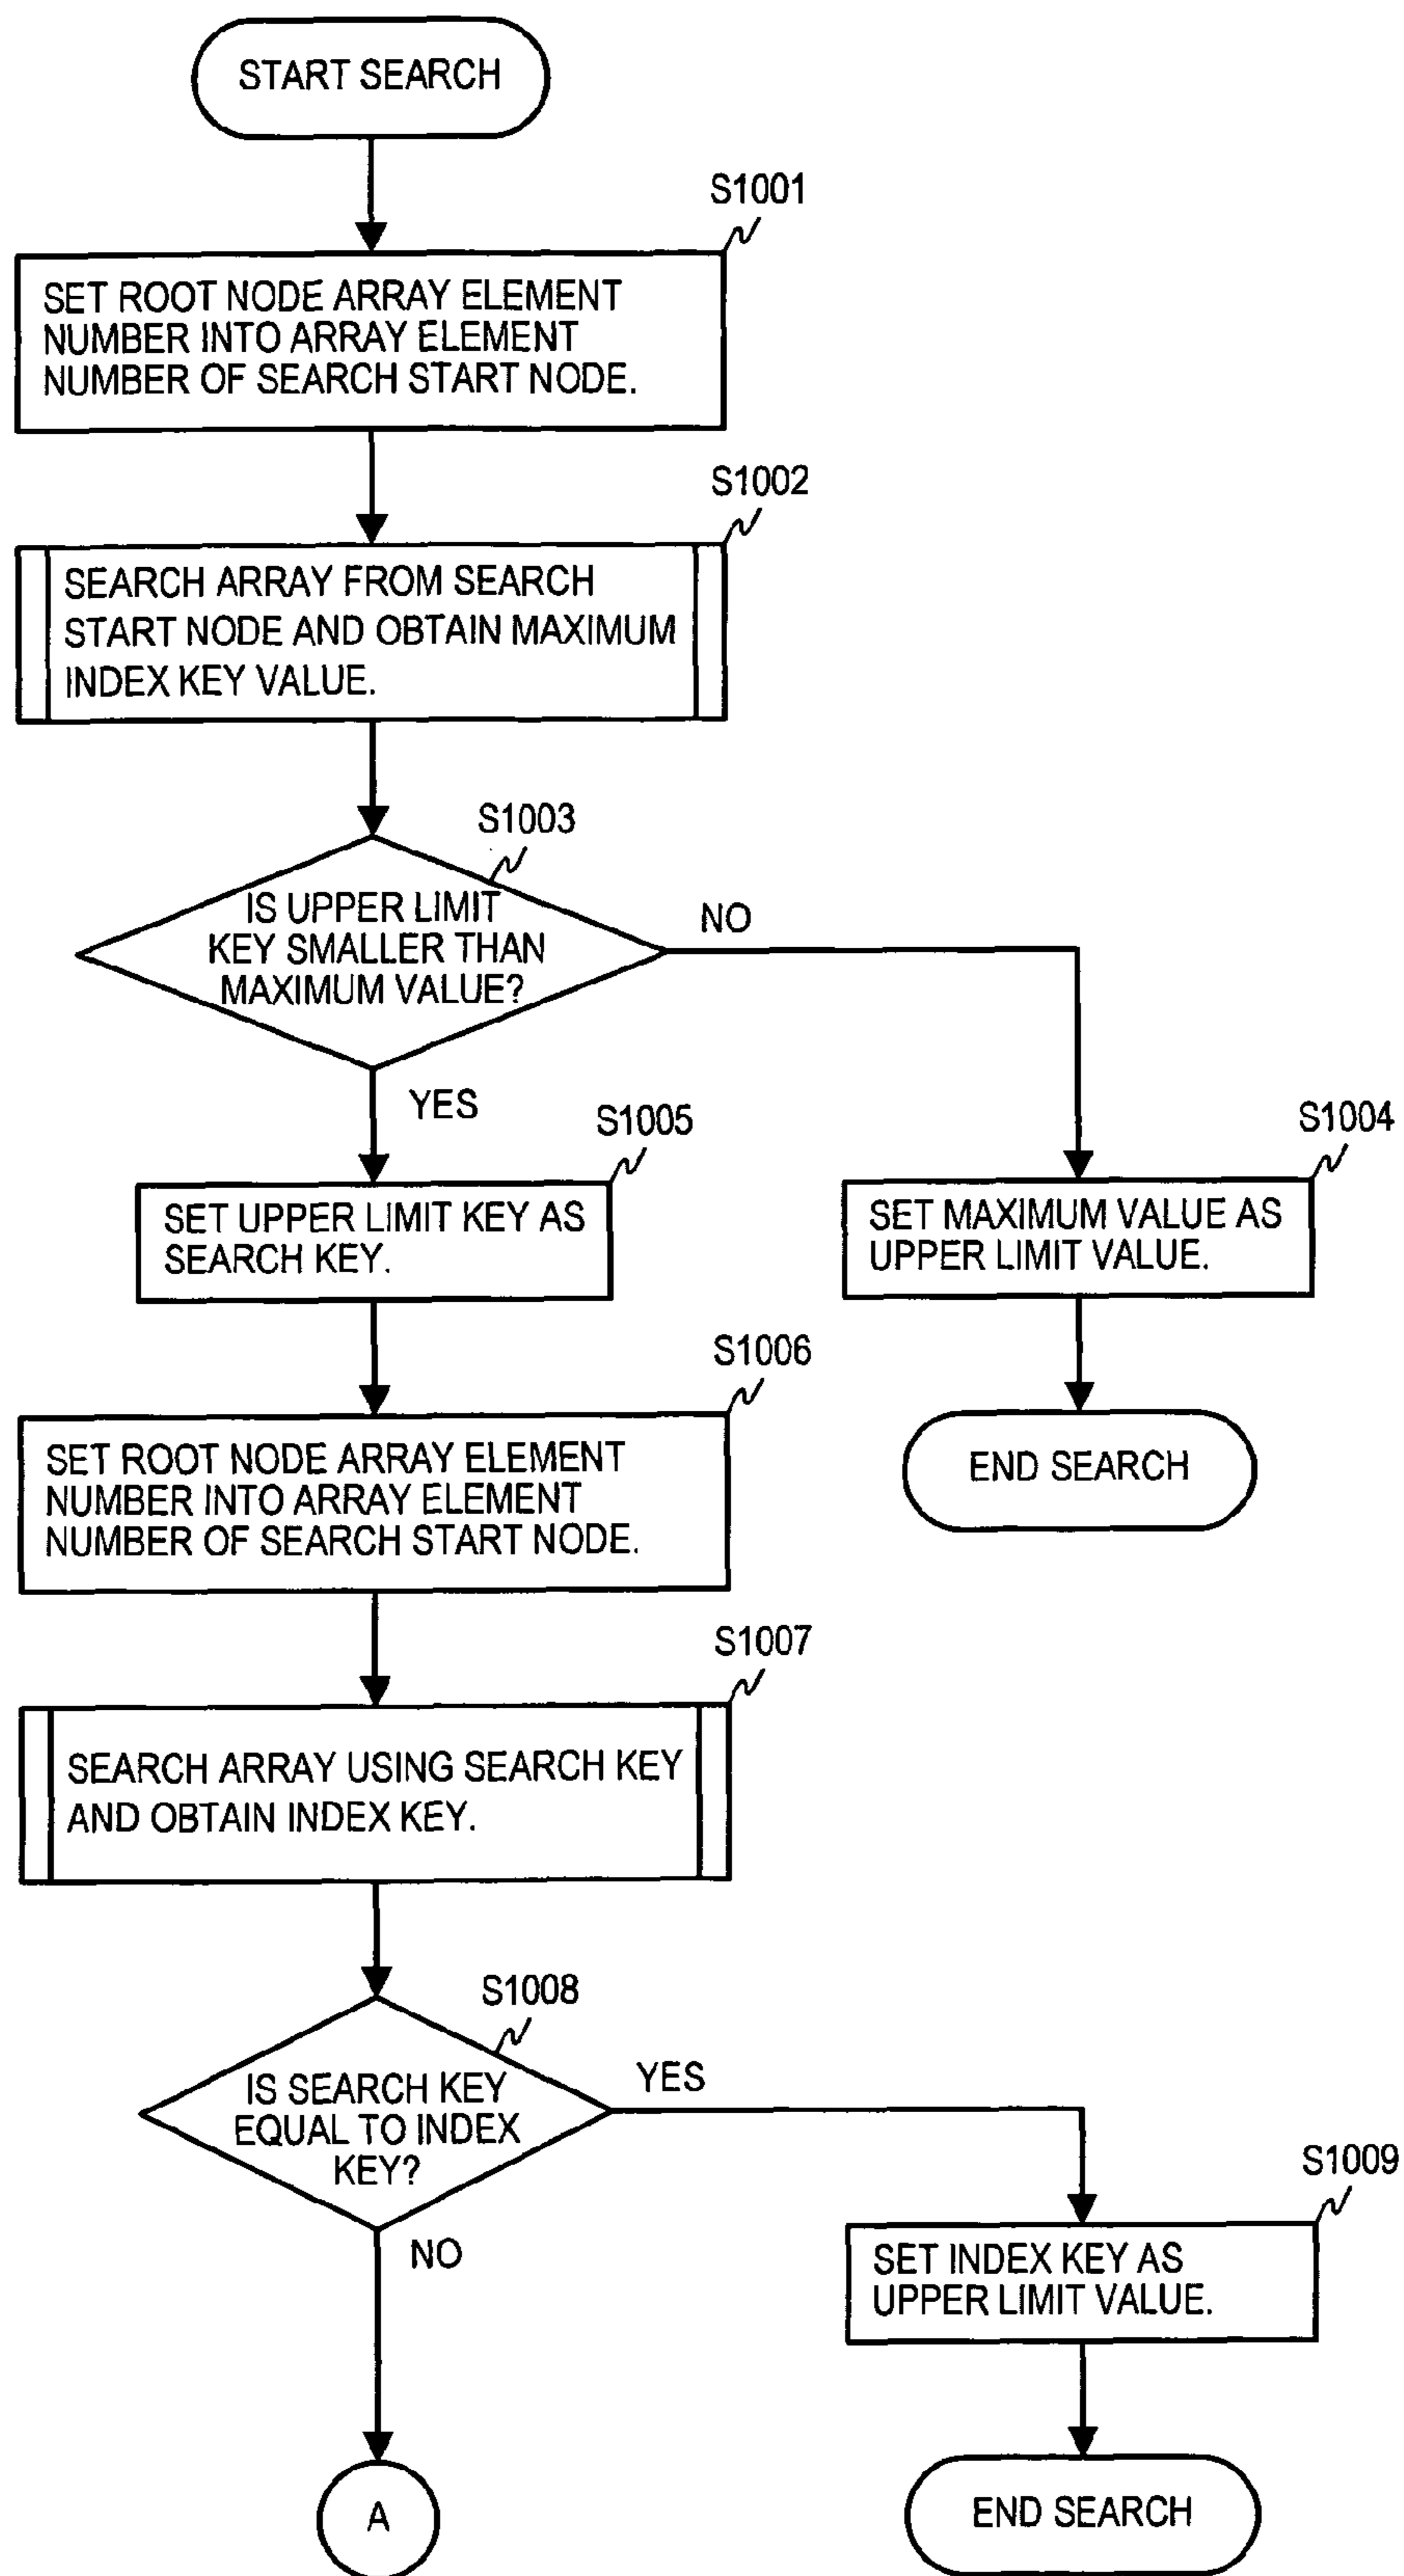 START SEARCH
S1001
SET ROOT NODE ARRAY ELEMENT
NUMBER INTO ARRAY ELEMENT
NUMBER OF SEARCH START NODE.
S1002
SEARCH ARRAY FROM SEARCH
START NODE AND OBTAIN MAXIMUM
INDEX KEY VALUE.
S1003
IS UPPER LIMIT
KEY SMALLER THAN
MAXIMUM VALUE?
NO
YES
S1005
SET UPPER LIMIT KEY AS
SEARCH KEY.
S1004
SET MAXIMUM VALUE AS
UPPER LIMIT VALUE.
END SEARCH
S1006
SET ROOT NODE ARRAY ELEMENT
NUMBER INTO ARRAY ELEMENT
NUMBER OF SEARCH START NODE.
S1007
SEARCH ARRAY USING SEARCH KEY
AND OBTAIN INDEX KEY.
S1008
IS SEARCH KEY
EQUAL TO INDEX
KEY?
YES
NO
S1009
SET INDEX KEY AS
UPPER LIMIT VALUE.
END SEARCH
A